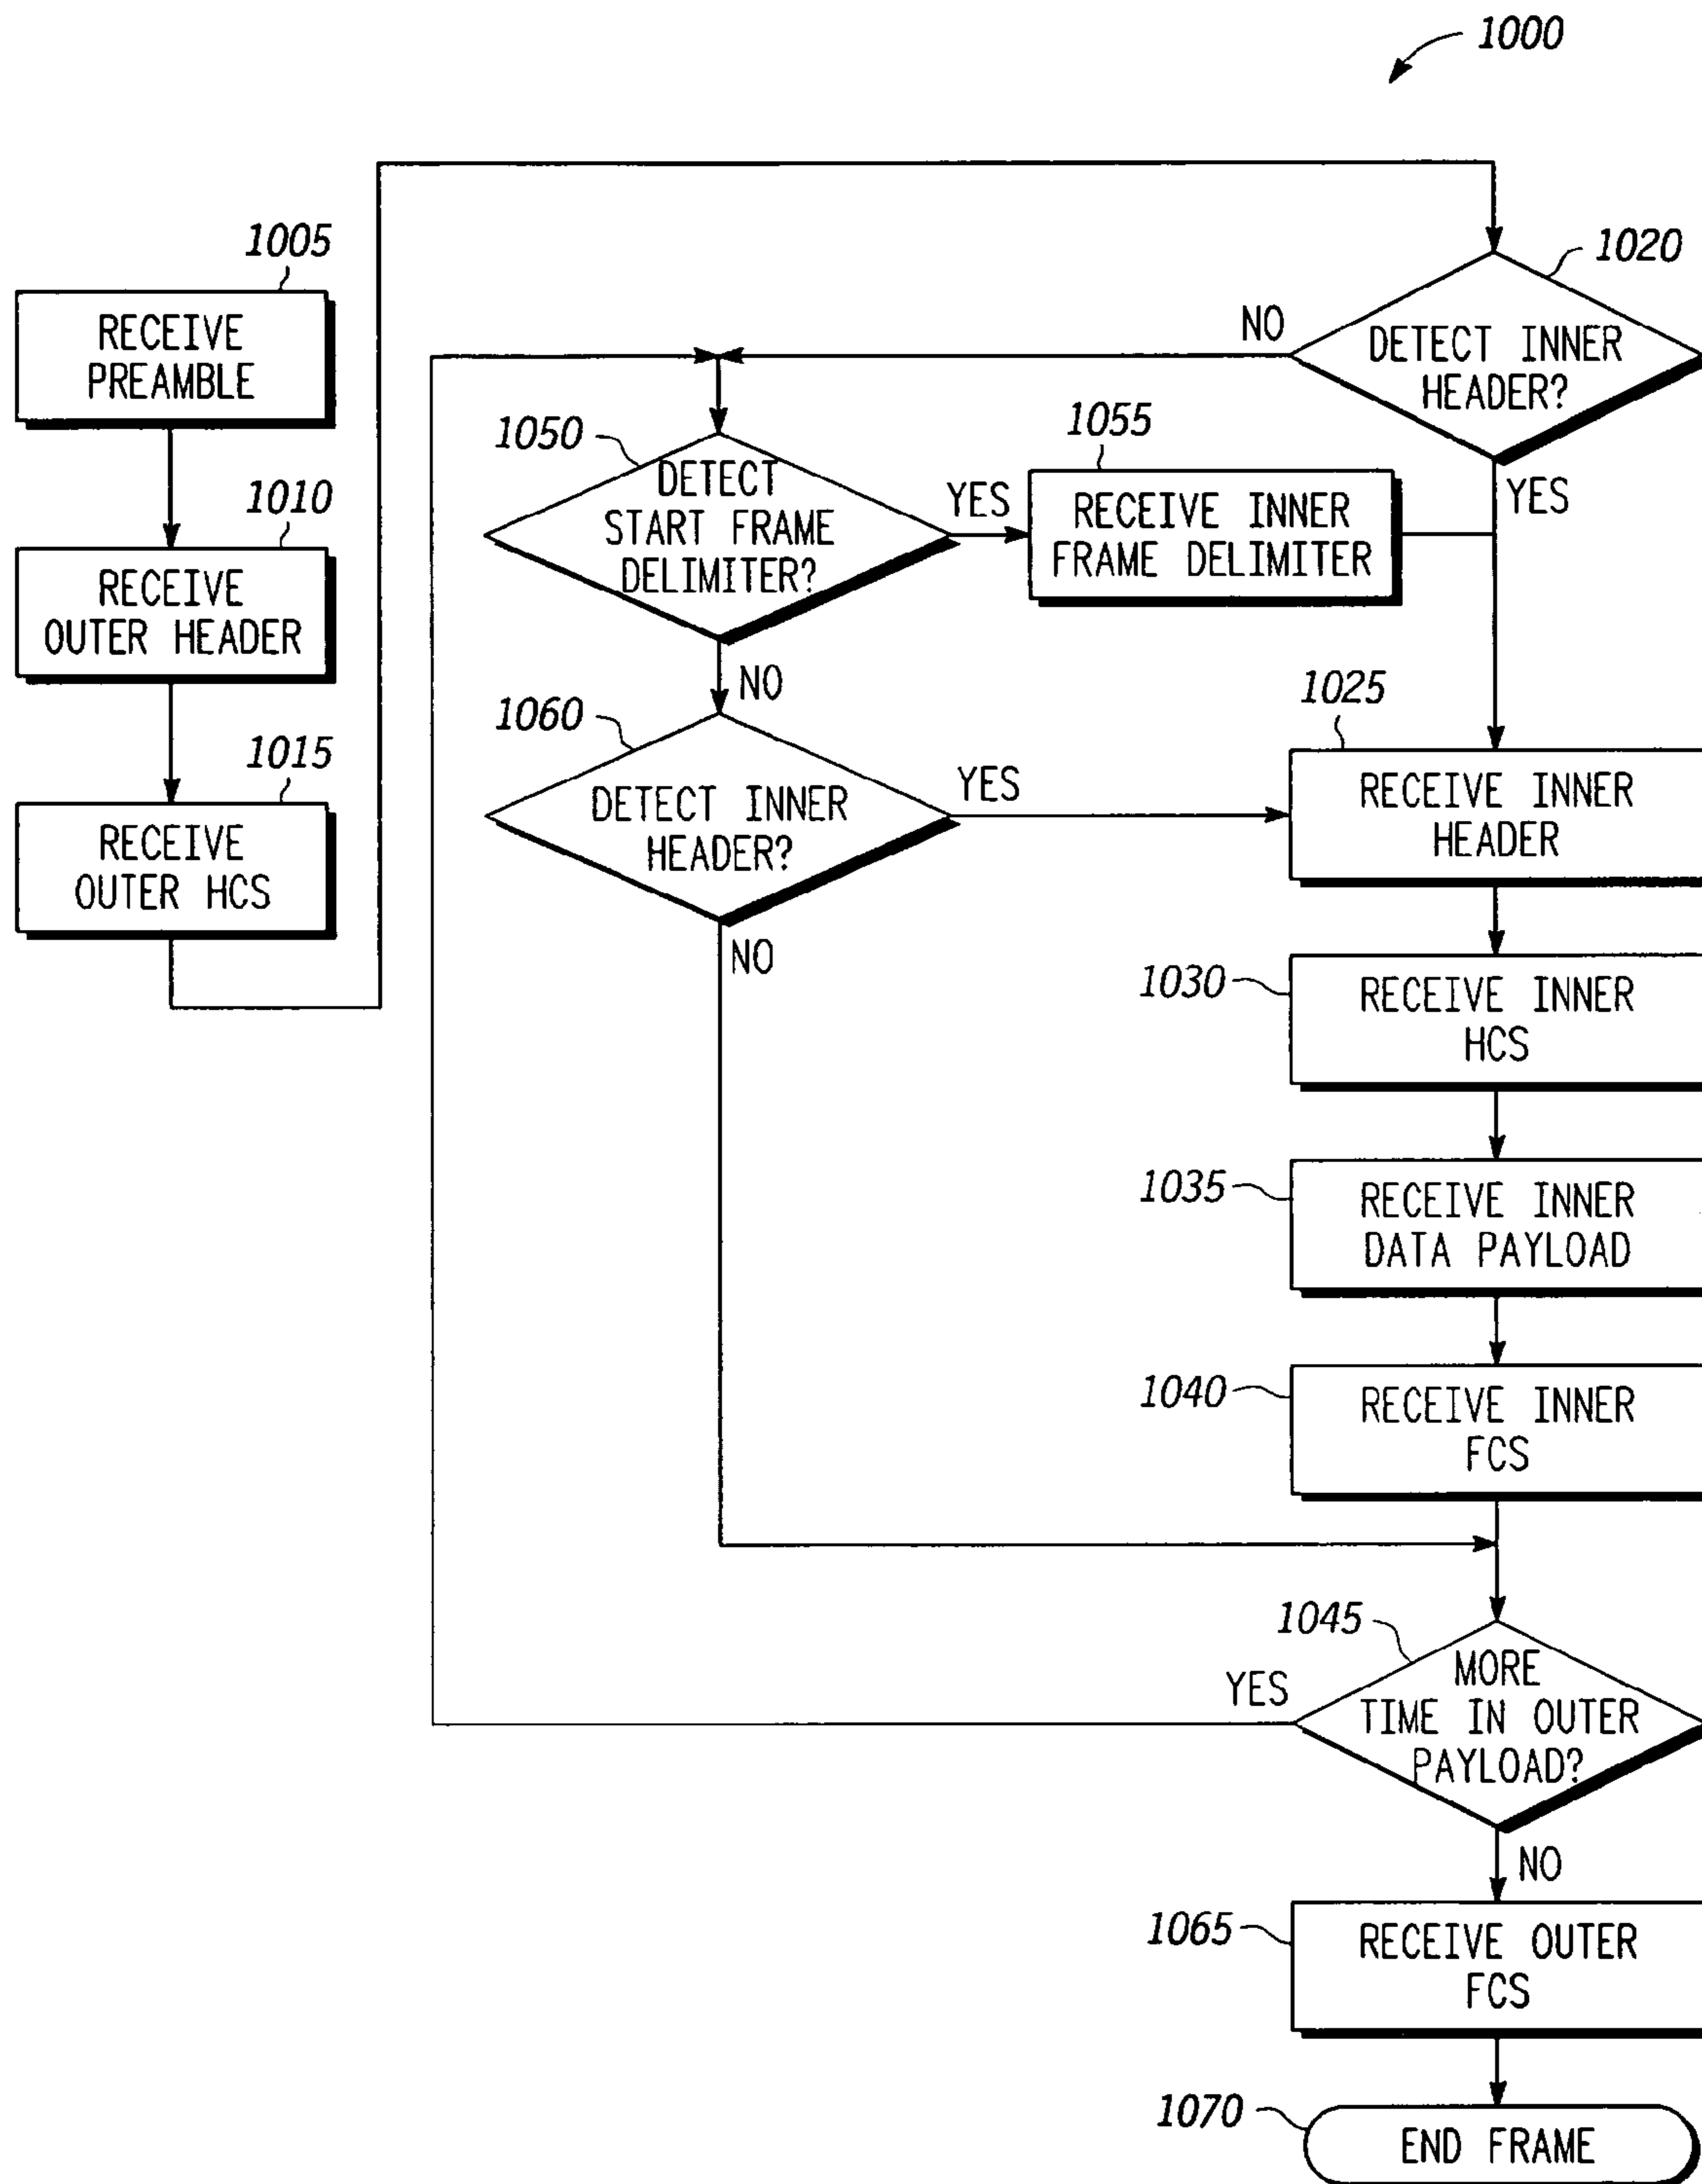 1000
1005
RECEIVE
PREAMBLE
1010
RECEIVE
OUTER HEADER
1015
RECEIVE
OUTER HCS
1020
DETECT INNER
HEADER?
NO
YES
1050
DETECT
START FRAME
DELIMITER?
YES
NO
1055
RECEIVE INNER
FRAME DELIMITER
1060
DETECT INNER
HEADER?
YES
NO
1025
RECEIVE INNER
HEADER
1030
RECEIVE INNER
HCS
1035
RECEIVE INNER
DATA PAYLOAD
1040
RECEIVE INNER
FCS
1045
MORE
TIME IN OUTER
PAYLOAD?
YES
NO
1065
RECEIVE OUTER
FCS
1070
END FRAME